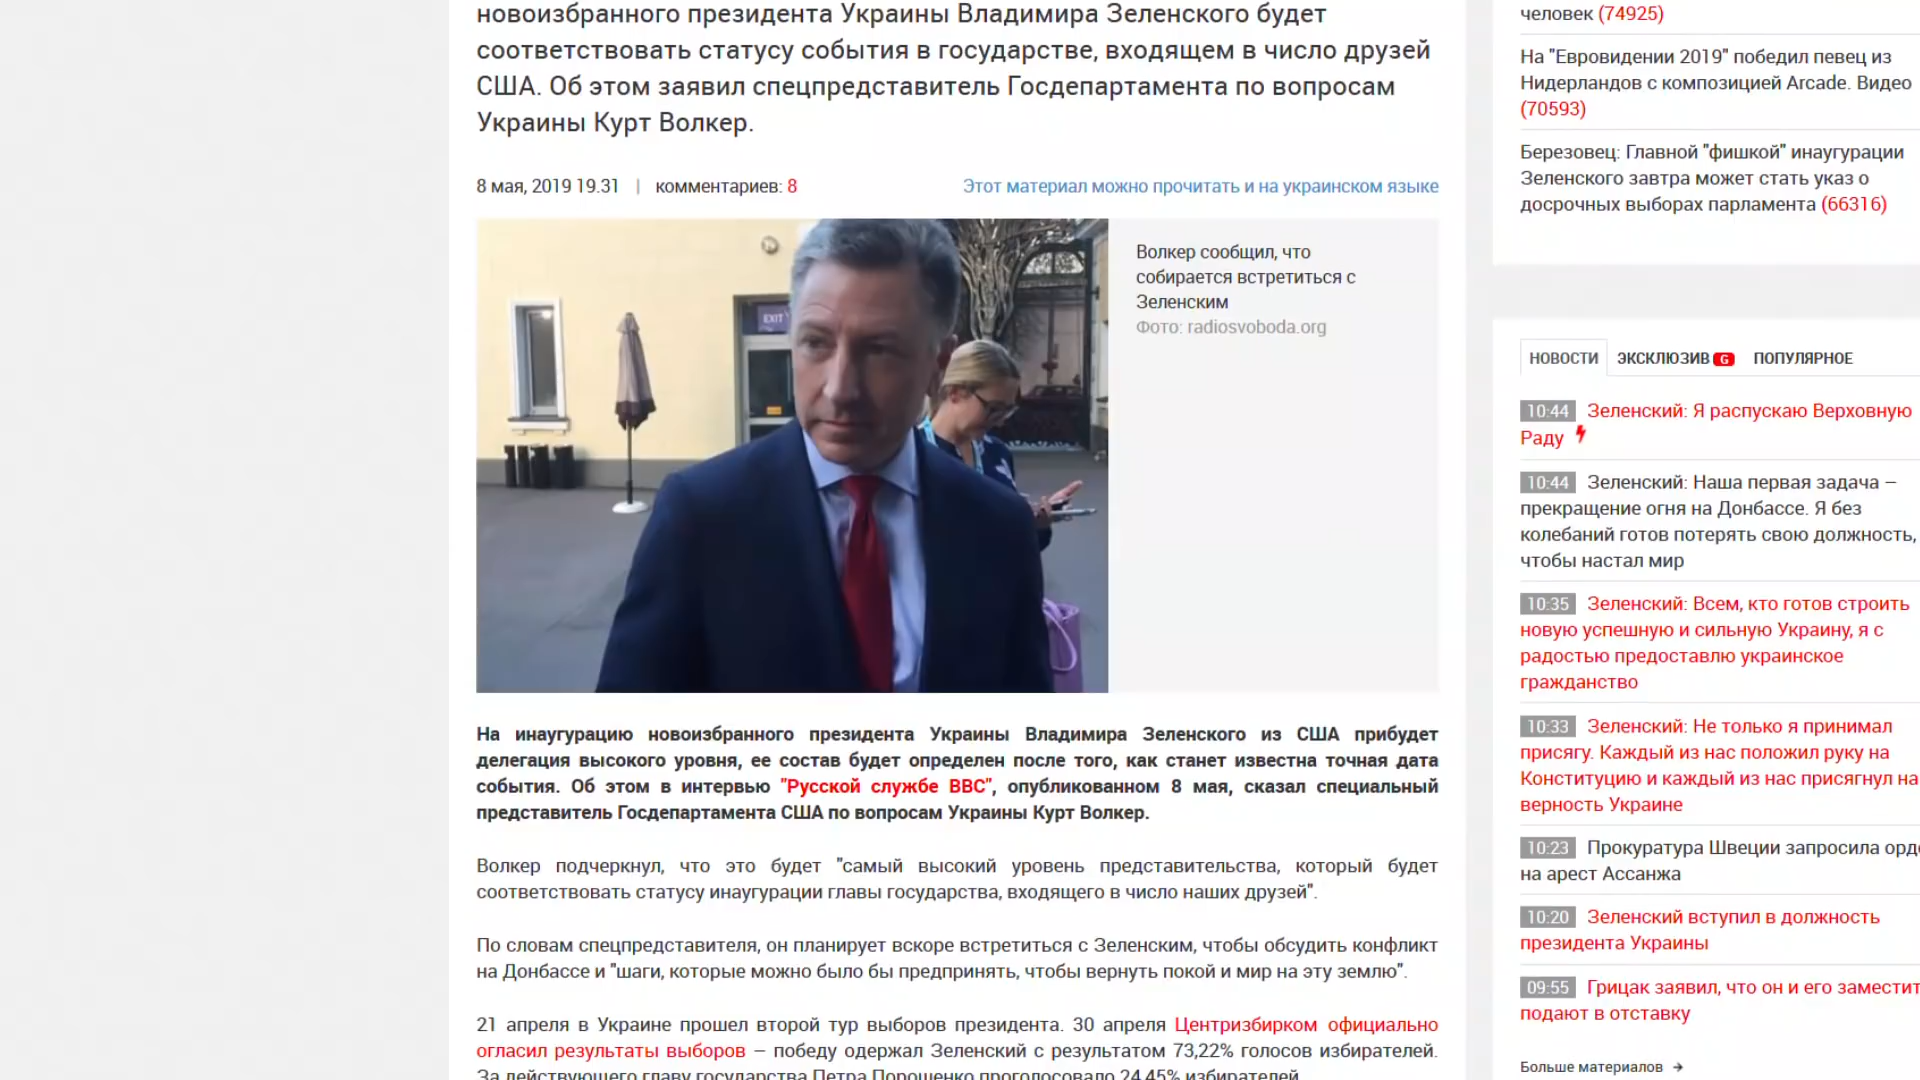 новоизбранного президента Украины Владимира Зеленского будет
соответствовать статусу события в государстве, входящем в число друзей
США. Об этом заявил спецпредставитель Госдепартамента по вопросам
Украины Курт Волкер.
8 мая, 2019 19.31 | комментариев: 8
Этот материал можно прочитать и на украинском языке
EXIT
Волкер сообщил, что
собирается встретиться с
Зеленским
Фото: radiosvoboda.org
На инаугурацию новоизбранного президента Украины Владимира Зеленского из США прибудет
делегация высокого уровня, ее состав будет определен после того, как станет известна точная дата
события. Об этом в интервью "Русской службе ВВС", опубликованном 8 мая, сказал специальный
представитель Госдепартамента США по вопросам Украины Курт Волкер.
Волкер подчеркнул, что это будет "самый высокий уровень представительства, который будет
соответствовать статусу инаугурации главы государства, входящего в число наших друзей".
По словам спецпредставителя, он планирует вскоре встретиться с Зеленским, чтобы обсудить конфликт
на Донбассе и "шаги, которые можно было бы предпринять, чтобы вернуть покой и мир на эту землю".
21 апреля в Украине прошел второй тур выборов президента. 30 апреля Центризбирком официально
огласил результаты выборов – победу одержал Зеленский с результатом 73,22% голосов избирателей.
За действующего главу государства Петра Порошенко проголосовало 24,45% избирателей.
человек (74925)
На "Евровидении 2019" победил певец из
Нидерландов с композицией Arcade. Видео
(70593)
Березовец: Главной "фишкой" инаугурации
Зеленского завтра может стать указ о
досрочных выборах парламента (66316)
НОВОСТИ ЭКСКЛЮЗИВ G ПОПУЛЯРНОЕ
10:44 Зеленский: Я распускаю Верховную
Раду
10:44 Зеленский: Наша первая задача –
прекращение огня на Донбассе. Я без
колебаний готов потерять свою должность,
чтобы настал мир
10:35 Зеленский: Всем, кто готов строить
новую успешную и сильную Украину, я с
радостью предоставлю украинское
гражданство
10:33 Зеленский: Не только я принимал
присягу. Каждый из нас положил руку на
Конституцию и каждый из нас присягнул на
верность Украине
10:23 Прокуратура Швеции запросила орде
на арест Ассанжа
10:20 Зеленский вступил в должность
президента Украины
09:55 Грицак заявил, что он и его заместит
подают в отставку
Больше материалов →